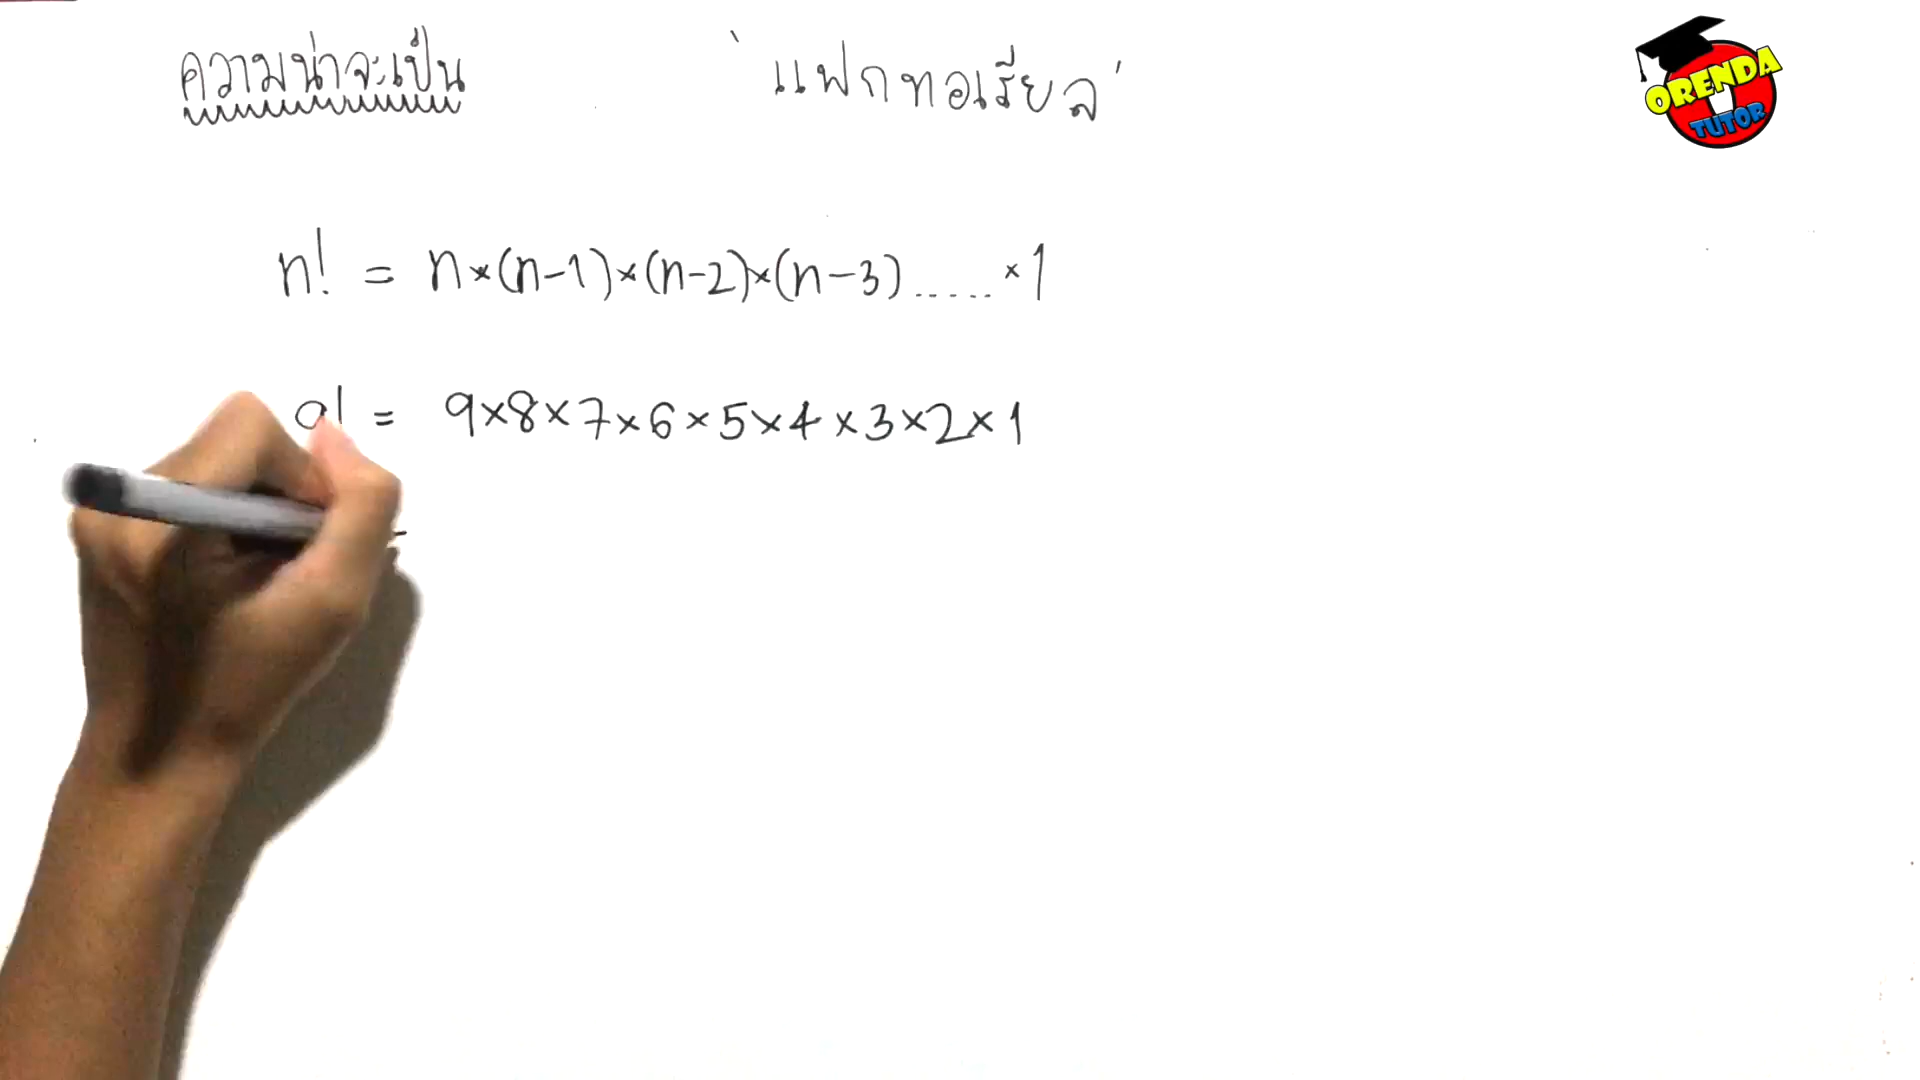 ความน่าจะเป็น
'แฟกทอเรียล'
ORENDA
TUTOR
n! = n×(n-1)×(n-2)×(n-3)......×1
9! = 9×8×7×6×5×4×3×2×1